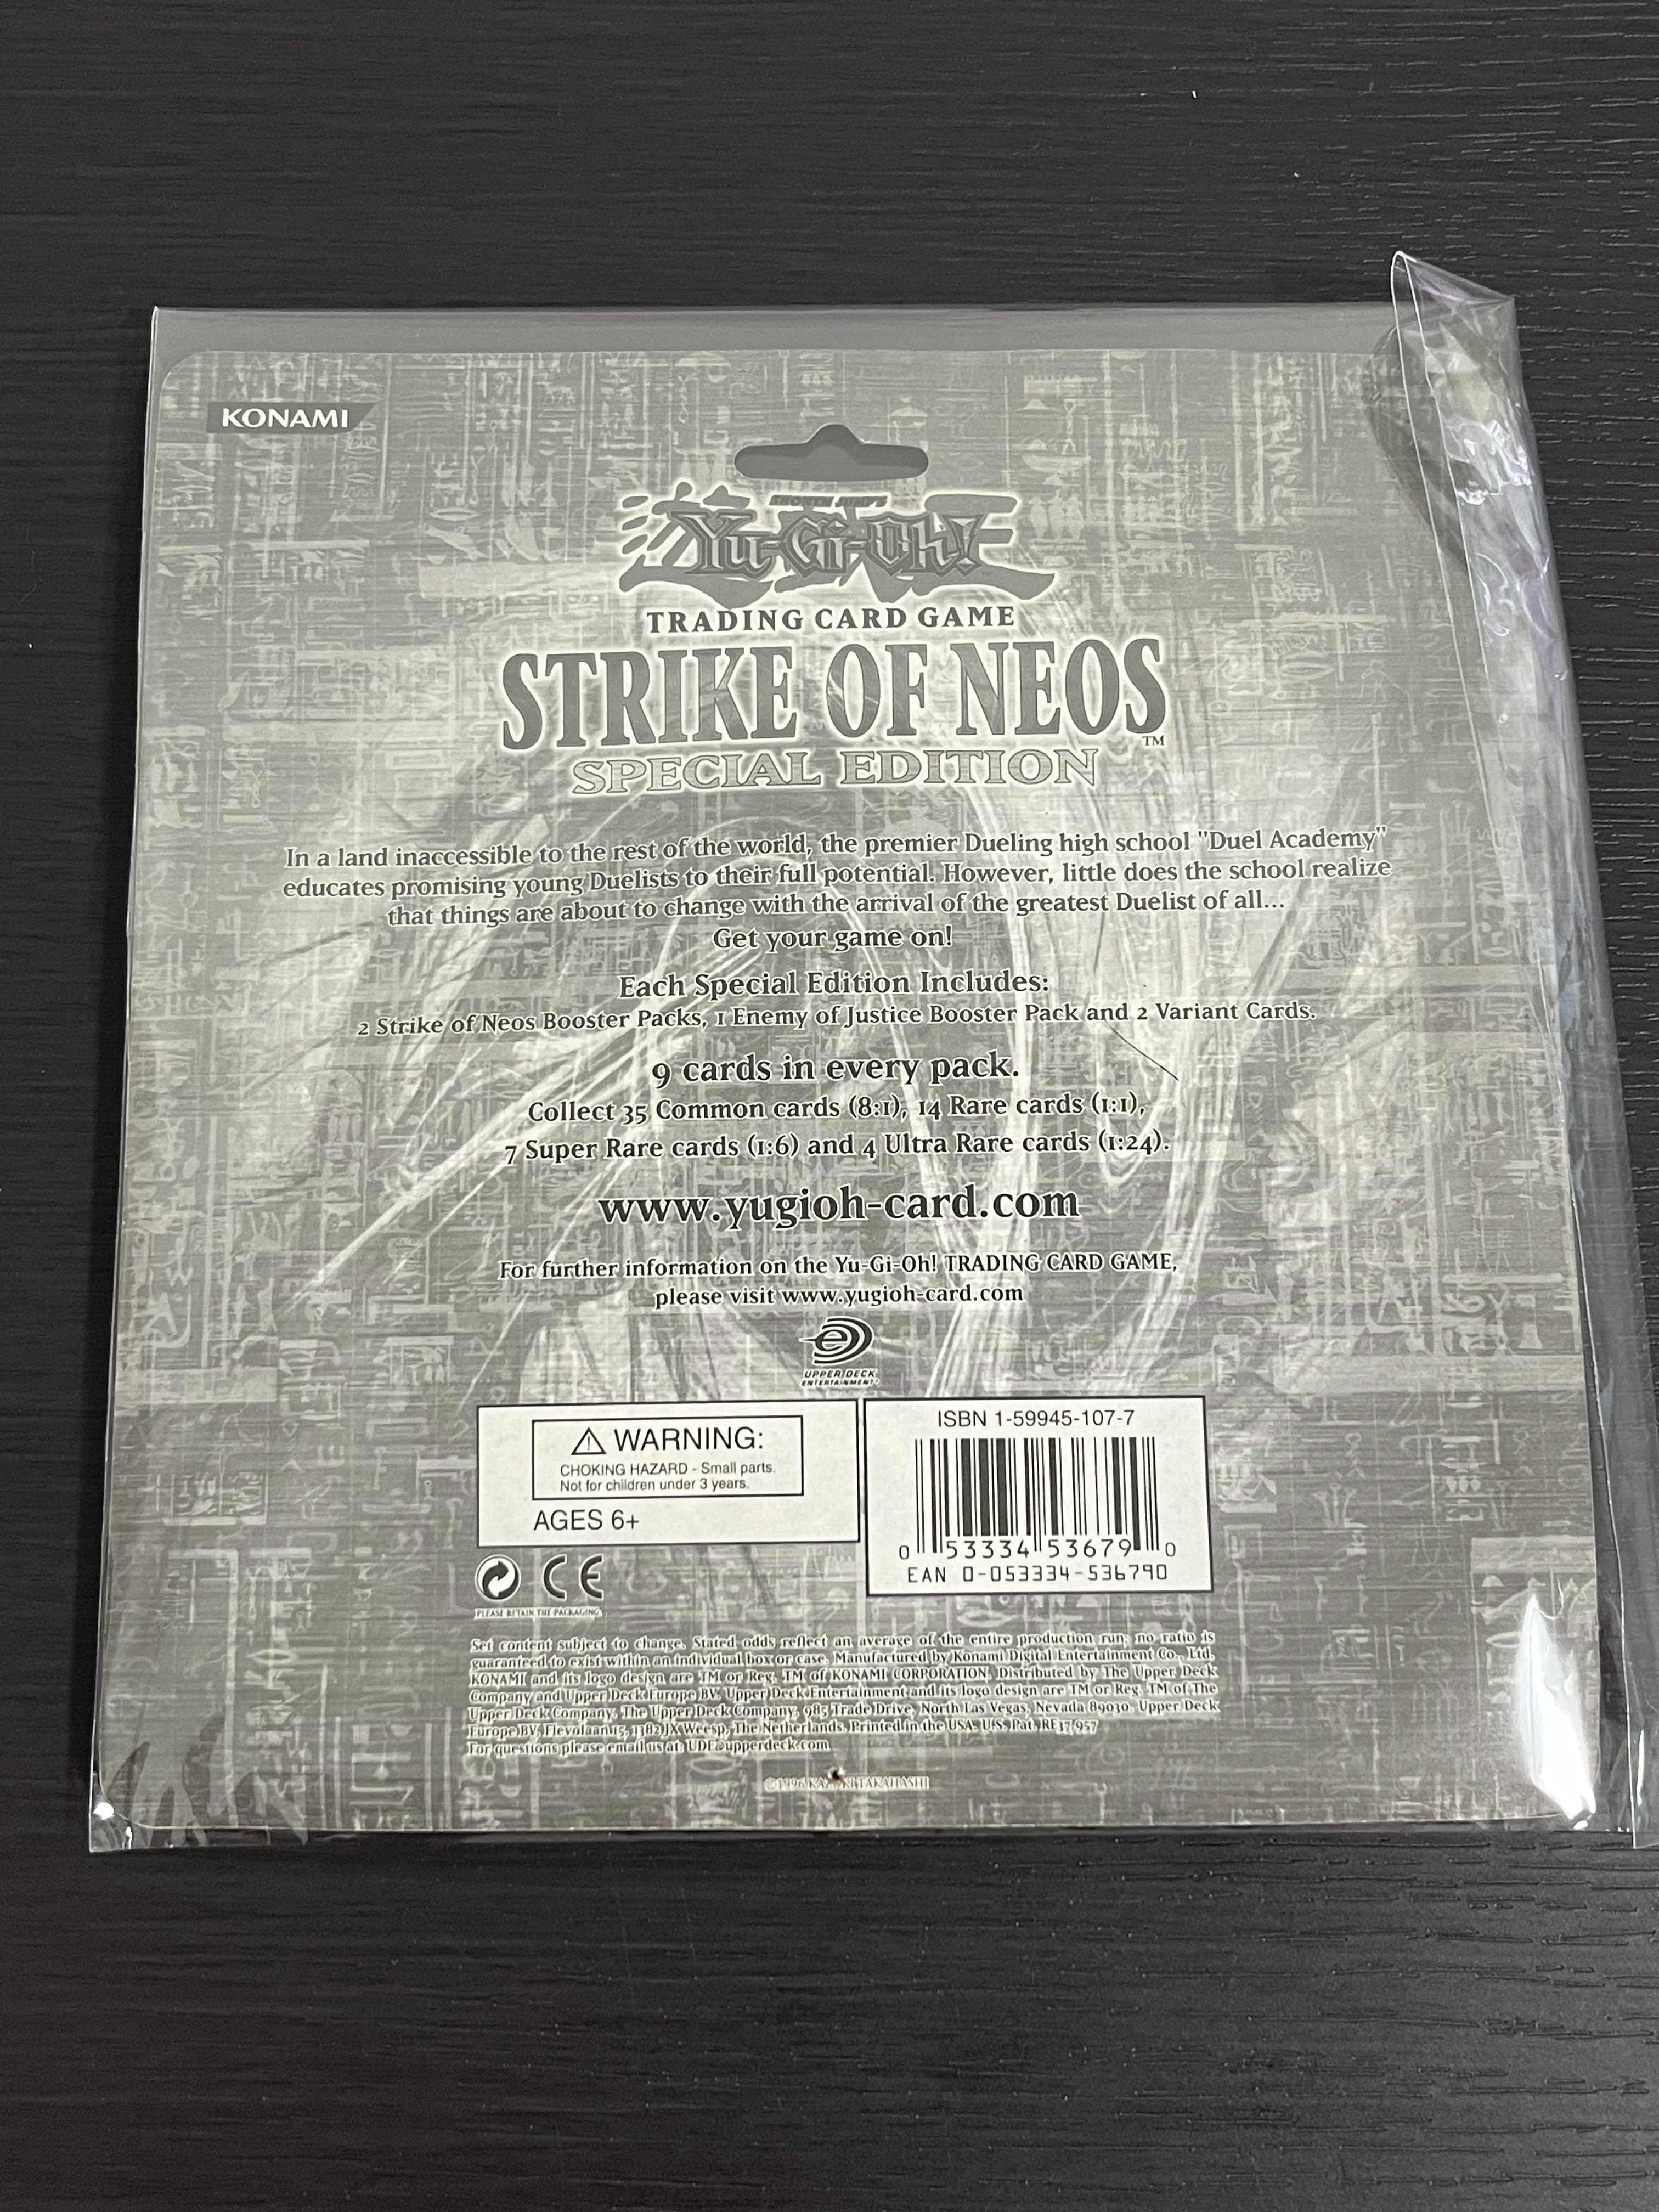 KONAMI
SHONEN JUMP'S
Yu-Gi-Oh!
TRADING CARD GAME
STRIKE OF NEOS™
SPECIAL EDITION
In a land inaccessible to the rest of the world, the premier Dueling high school "Duel Academy"
educates promising young Duelists to their full potential. However, little does the school realize
that things are about to change with the arrival of the greatest Duelist of all...
Get your game on!
Each Special Edition Includes:
2 Strike of Neos Booster Packs, 1 Enemy of Justice Booster Pack and 2 Variant Cards.
9 cards in every pack.
Collect 35 Common cards (8:1), 14 Rare cards (1:1),
7 Super Rare cards (1:6) and 4 Ultra Rare cards (1:24).
www.yugioh-card.com
For further information on the Yu-Gi-Oh! TRADING CARD GAME,
please visit www.yugioh-card.com
e
UPPER DECK
ENTERTAINMENT
WARNING:
CHOKING HAZARD - Small parts.
Not for children under 3 years.
AGES 6+
CE
PLEASE RETAIN THE PACKAGING
ISBN 1-59945-107-7
0 53334 53679 0
EAN 0-053334-536790
Set content subject to change. Stated odds reflect an average of the entire production run; no ratio is
guaranteed to exist within an individual box or case. Manufactured by Konami Digital Entertainment Co., Ltd.
KONAMI and its logo design are TM or Reg. TM of KONAMI CORPORATION. Distributed by The Upper Deck
Company and Upper Deck Europe BV. Upper Deck Entertainment and its logo design are TM or Reg. TM of The
Upper Deck Company. The Upper Deck Company, 985 Trade Drive, North Las Vegas, Nevada 89030. Upper Deck
Europe BV, Flevolaan 15, 1382 JX Weesp, The Netherlands. Printed in the USA. U.S. Pat. RE37,957
For questions please email us at: UDE@upperdeck.com
©1996 KAZUKI TAKAHASHI